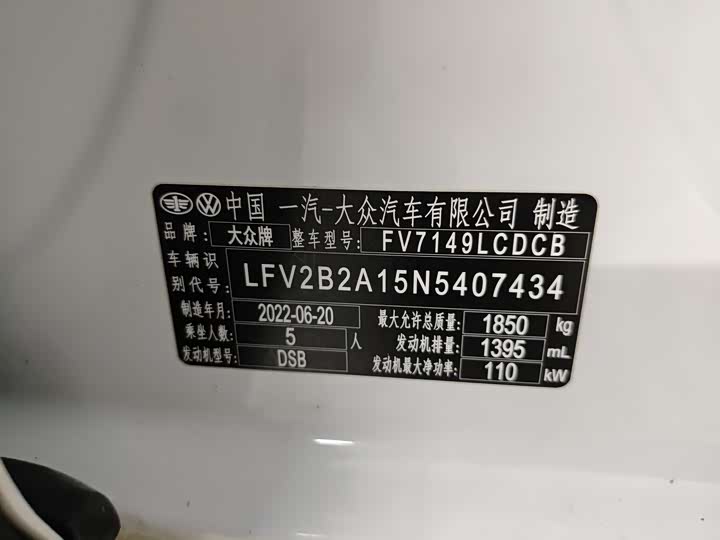 中国 一汽-大众汽车有限公司 制造
品牌: 大众牌 整车型号: FV7149LCDCB
车辆识别代号: LFV2B2A15N5407434
制造年月: 2022-06-20 最大允许总质量: 1850 kg
乘坐人数: 5 人 发动机排量: 1395 mL
发动机型号: DSB 发动机最大净功率: 110 kW